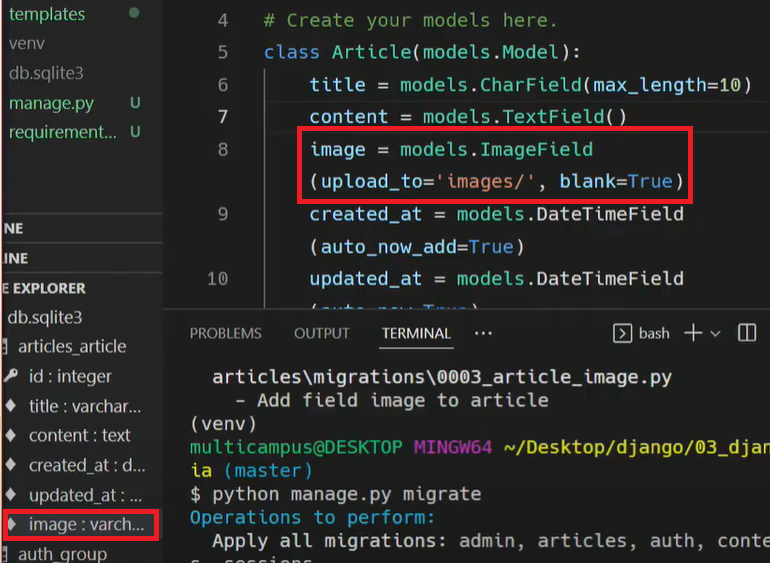 templates
venv
db.sqlite3
manage.py U
requirement... U
NE
LINE
E EXPLORER
db.sqlite3
articles_article
id : integer
title : varchar...
content : text
created_at : d...
updated_at : ...
image : varch...
auth_group
4 # Create your models here.
5 class Article(models.Model):
6 title = models.CharField(max_length=10)
7 content = models.TextField()
8 image = models.ImageField
(upload_to='images/', blank=True)
9 created_at = models.DateTimeField
(auto_now_add=True)
10 updated_at = models.DateTimeField
(auto_now=True)
PROBLEMS OUTPUT TERMINAL ··· bash
articles\migrations\0003_article_image.py
- Add field image to article
(venv)
multicampus@DESKTOP MINGW64 ~/Desktop/django/03_djan
ia (master)
$ python manage.py migrate
Operations to perform:
Apply all migrations: admin, articles, auth, conte
s, sessions